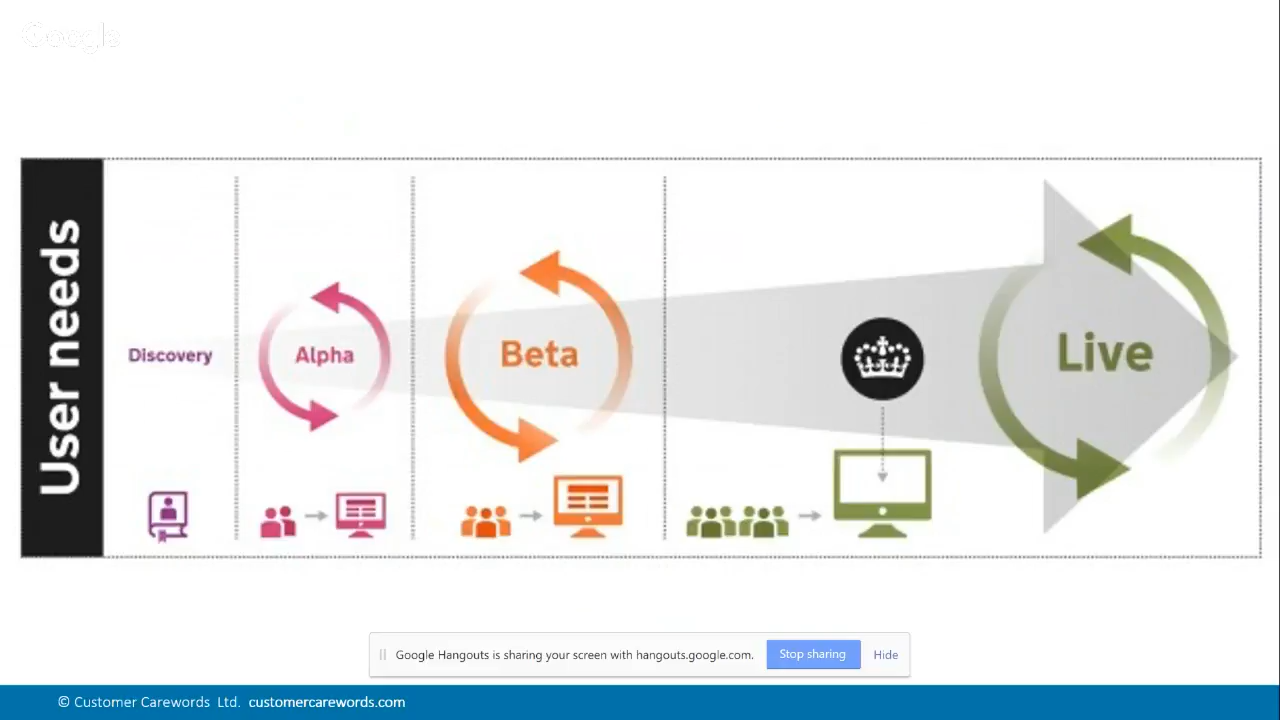 Google
User needs
Discovery
Alpha
Beta
Live
Google Hangouts is sharing your screen with hangouts.google.com.
Stop sharing
Hide
© Customer Carewords Ltd. customercarewords.com